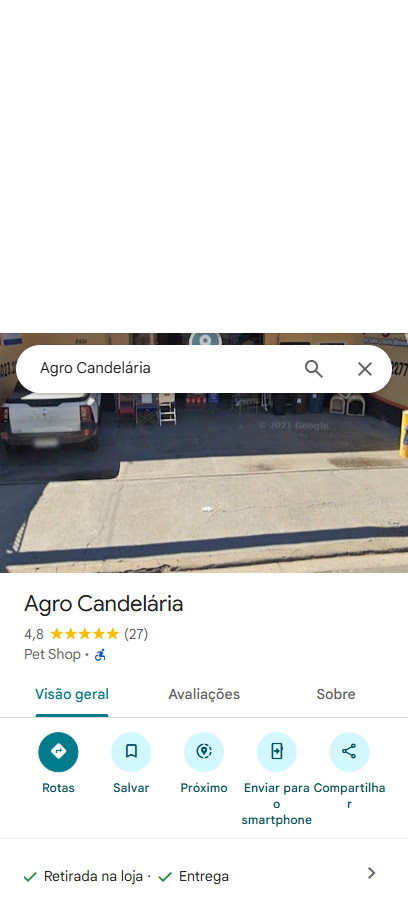 Agro Candelária
© 2021 Google
Agro Candelária
4,8 (27)
Pet Shop ·
Visão geral Avaliações Sobre
Rotas Salvar Próximo Enviar para o smartphone Compartilhar
Retirada na loja · Entrega